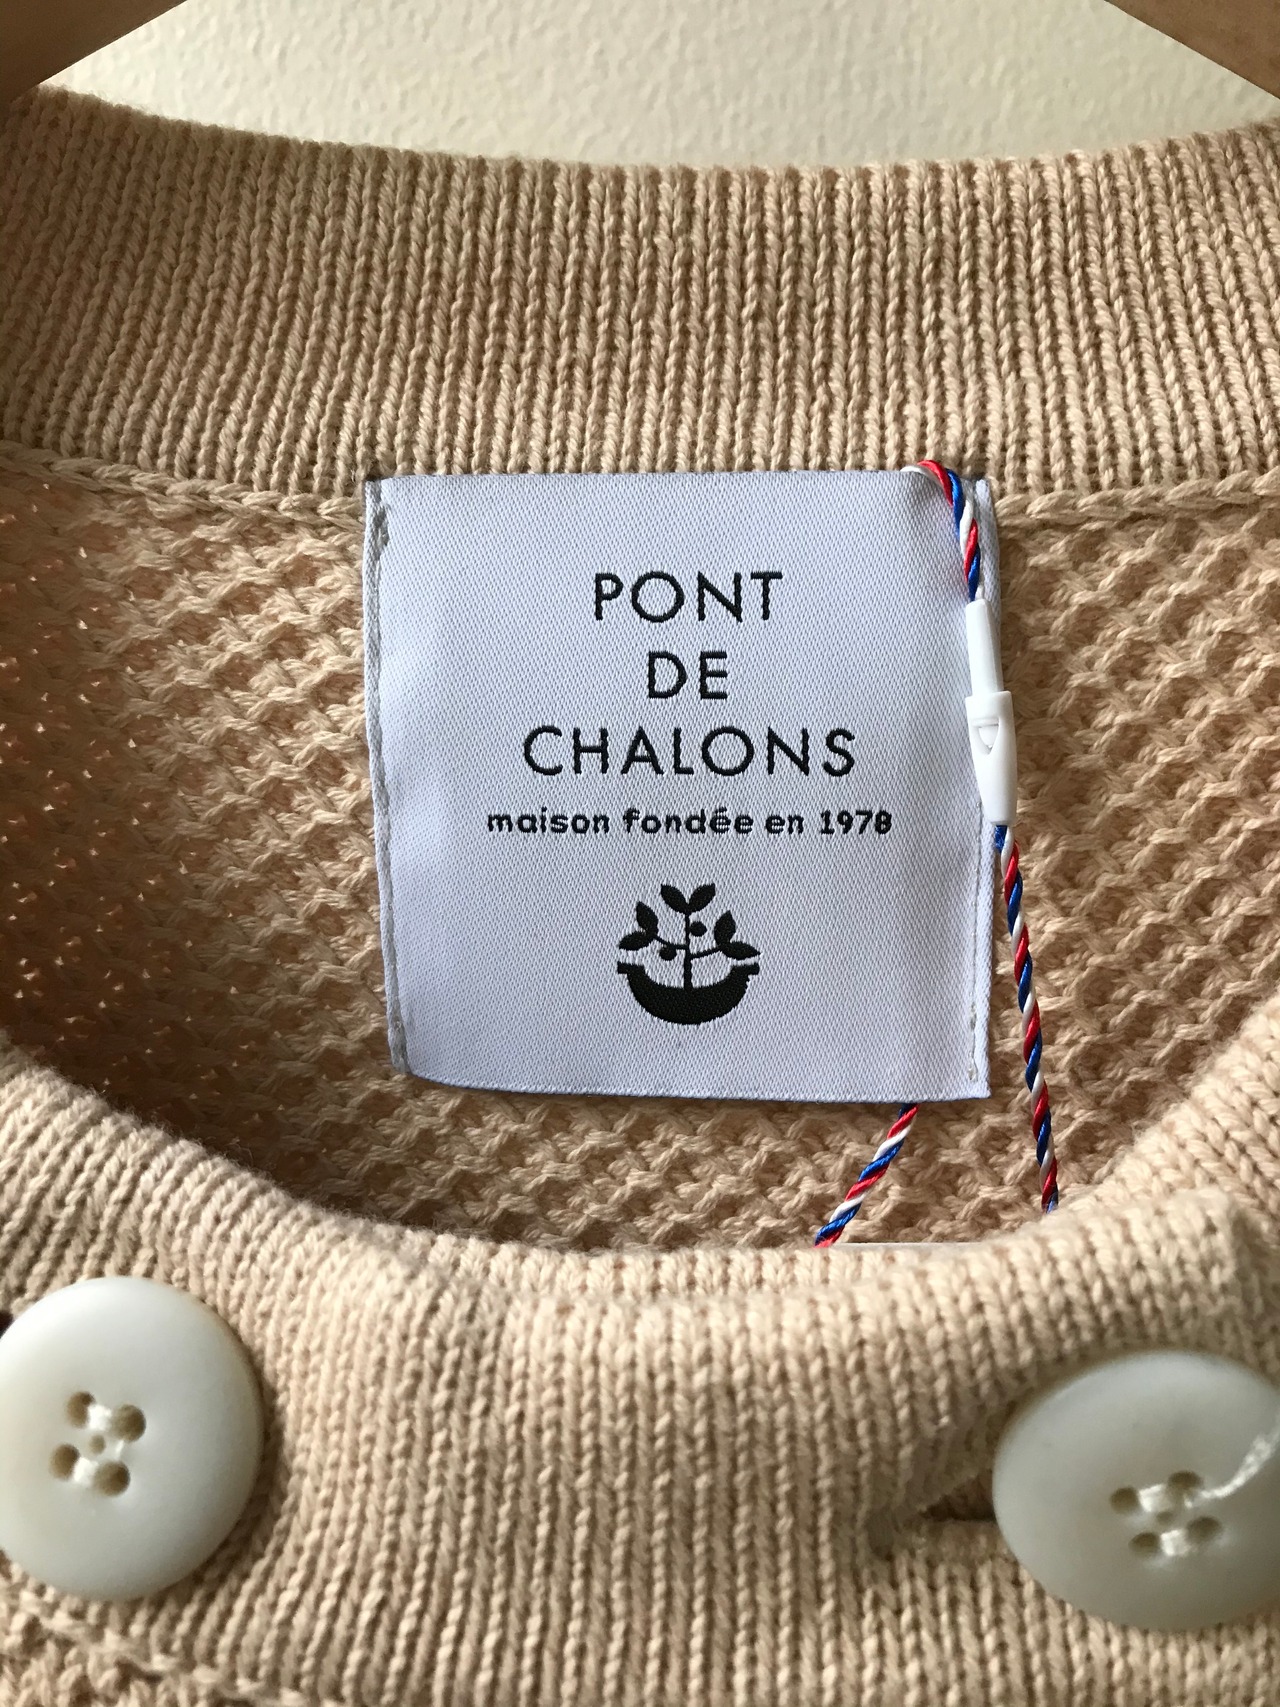 PONT
DE
CHALONS
maison fondée en 1978